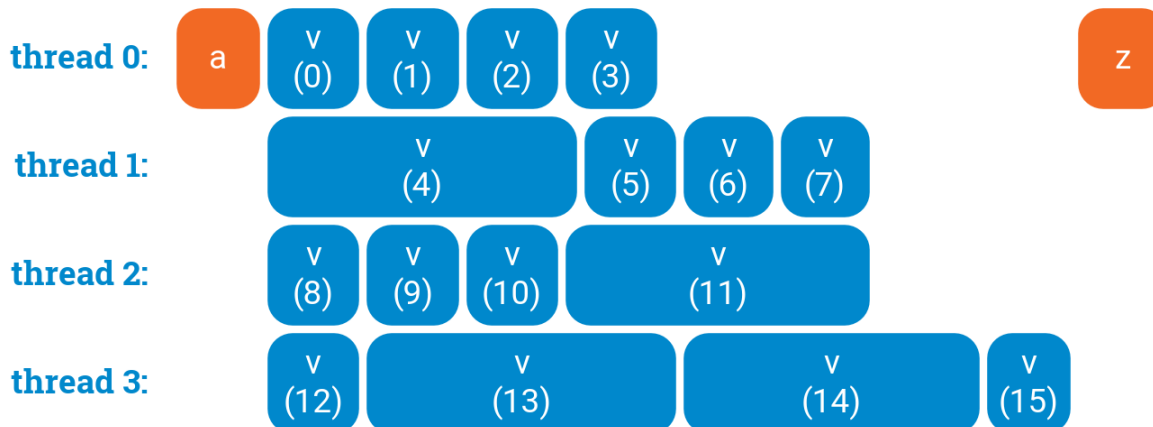 thread 0:
a
v
(0)
v
(1)
v
(2)
v
(3)
z
thread 1:
v
(4)
v
(5)
v
(6)
v
(7)
thread 2:
v
(8)
v
(9)
v
(10)
v
(11)
thread 3:
v
(12)
v
(13)
v
(14)
v
(15)